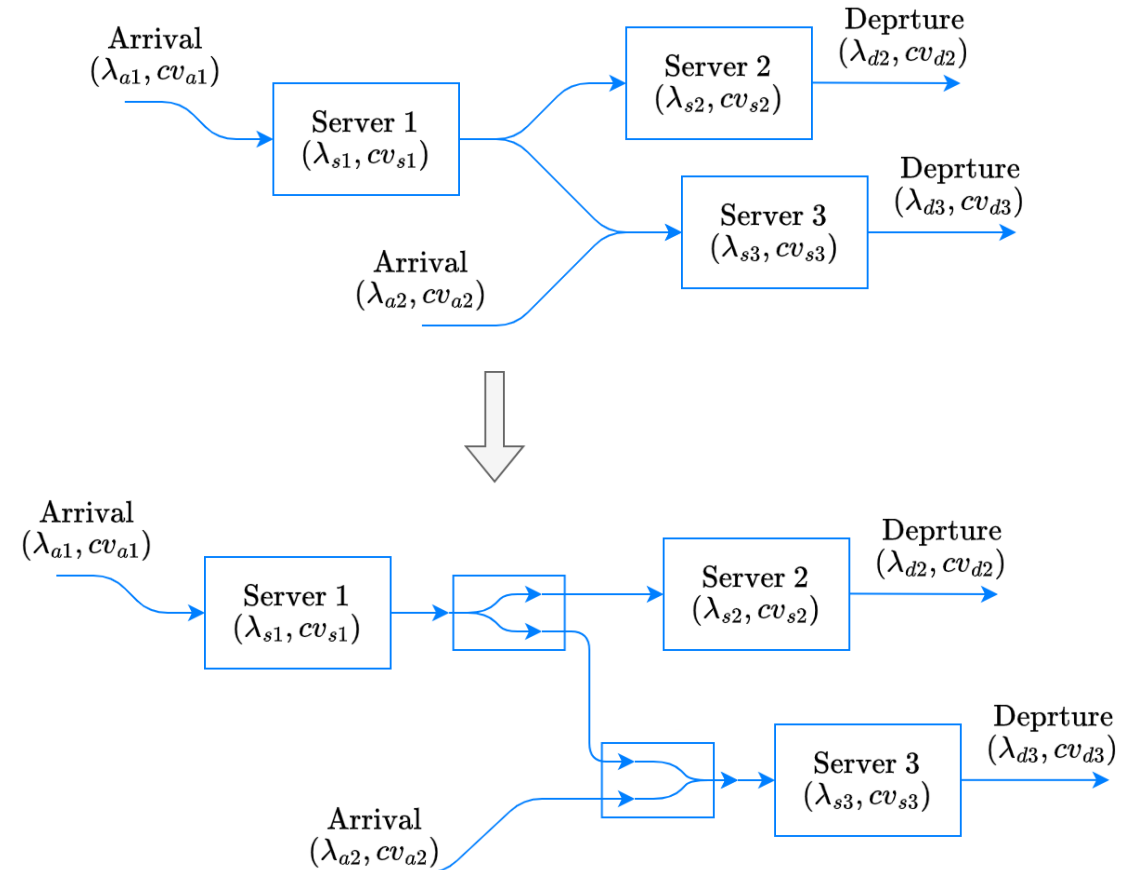 Arrival
(λa1, cva1)
Server 1
(λs1, cvs1)
Server 2
(λs2, cvs2)
Deprture
(λd2, cvd2)
Server 3
(λs3, cvs3)
Deprture
(λd3, cvd3)
Arrival
(λa2, cva2)
Arrival
(λa1, cva1)
Server 1
(λs1, cvs1)
Server 2
(λs2, cvs2)
Deprture
(λd2, cvd2)
Server 3
(λs3, cvs3)
Deprture
(λd3, cvd3)
Arrival
(λa2, cva2)